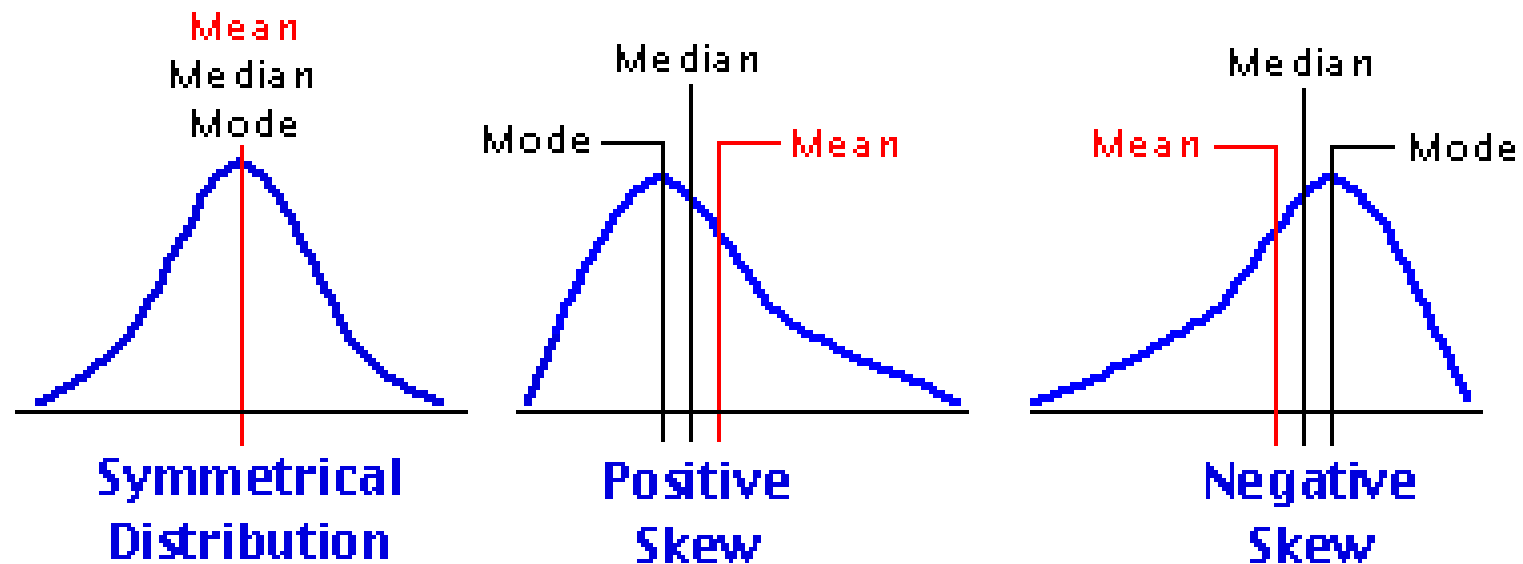 Mean
Median
Mode
Symmetrical
Distribution
Median
Mode
Mean
Positive
Skew
Median
Mean
Mode
Negative
Skew